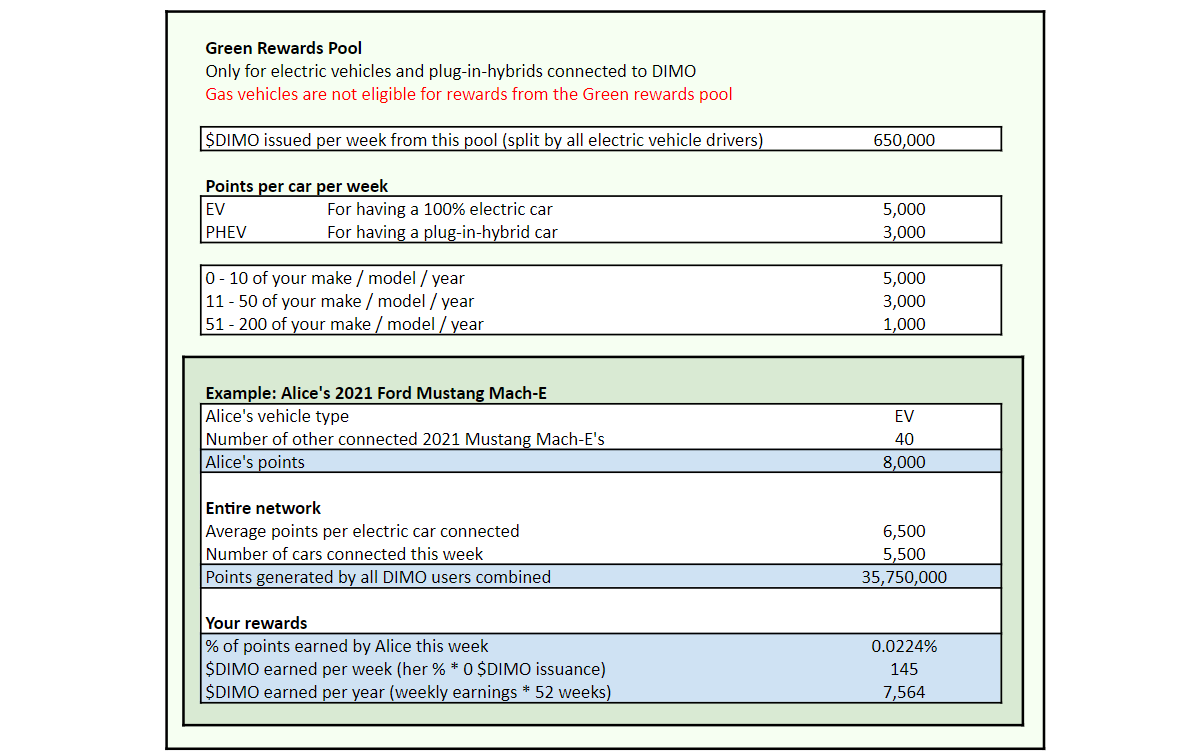 Green Rewards Pool
Only for electric vehicles and plug-in-hybrids connected to DIMO
Gas vehicles are not eligible for rewards from the Green rewards pool
$DIMO issued per week from this pool (split by all electric vehicle drivers) 650,000
Points per car per week
EV For having a 100% electric car 5,000
PHEV For having a plug-in-hybrid car 3,000
0 - 10 of your make / model / year 5,000
11 - 50 of your make / model / year 3,000
51 - 200 of your make / model / year 1,000
Example: Alice's 2021 Ford Mustang Mach-E
Alice's vehicle type EV
Number of other connected 2021 Mustang Mach-E's 40
Alice's points 8,000
Entire network
Average points per electric car connected 6,500
Number of cars connected this week 5,500
Points generated by all DIMO users combined 35,750,000
Your rewards
% of points earned by Alice this week 0.0224%
$DIMO earned per week (her % * 0 $DIMO issuance) 145
$DIMO earned per year (weekly earnings * 52 weeks) 7,564